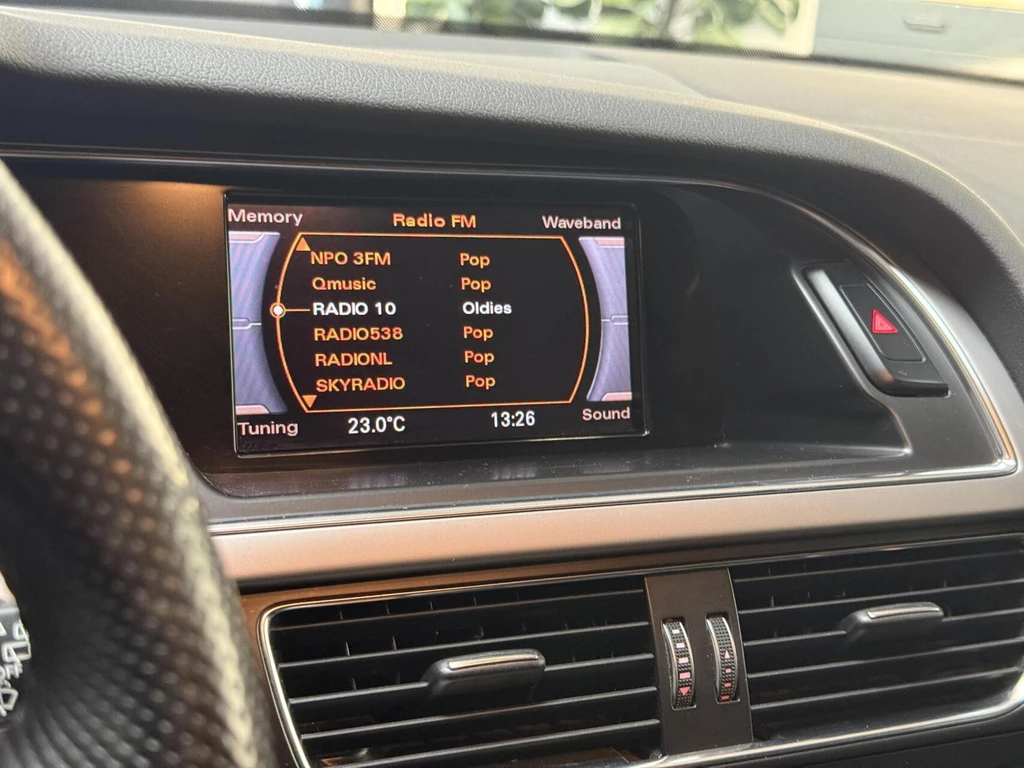 Memory Radio FM Waveband
NPO 3FM Pop
Qmusic Pop
RADIO 10 Oldies
RADIO538 Pop
RADIONL Pop
SKYRADIO Pop
Tuning 23.0°C 13:26 Sound